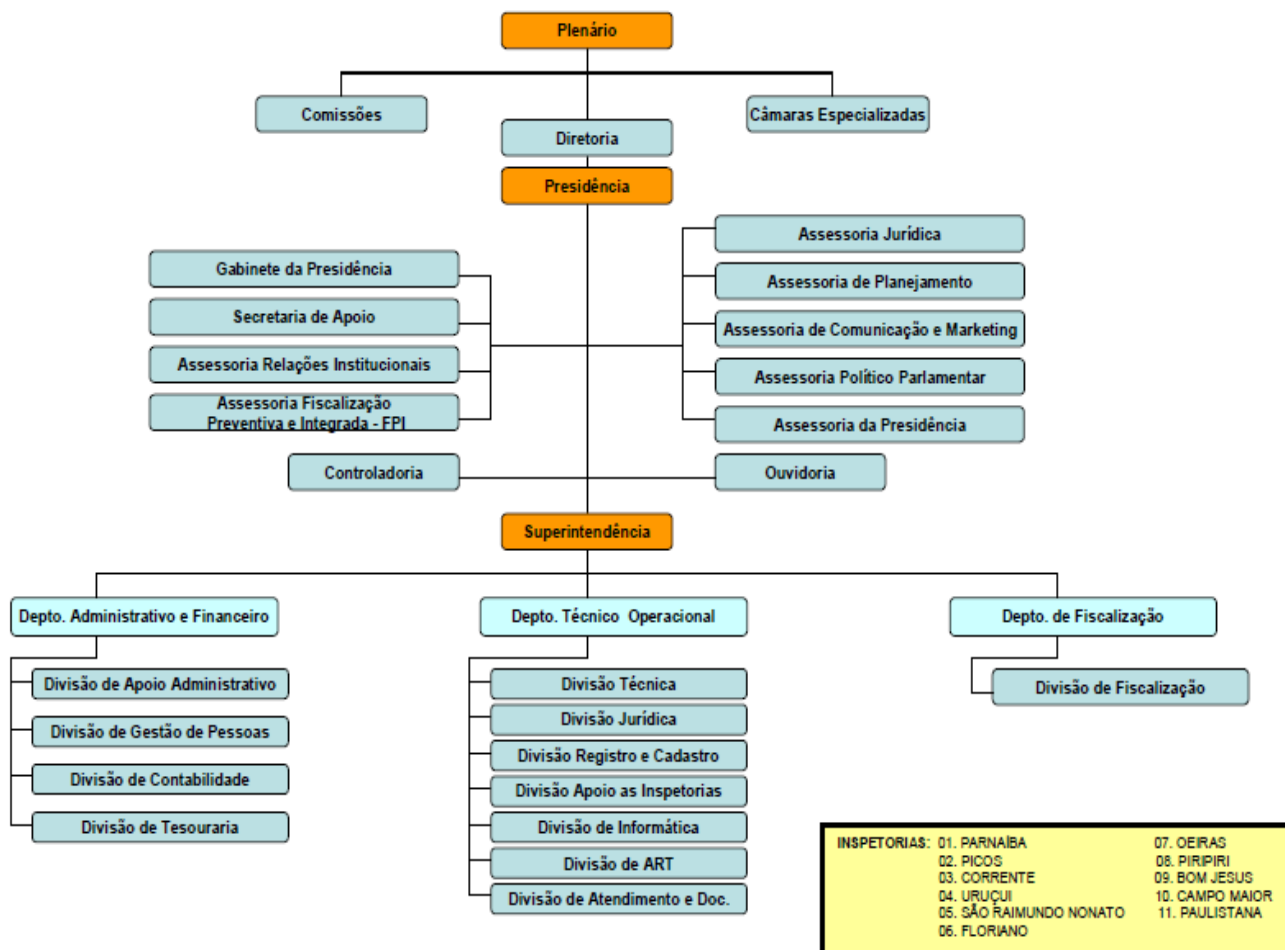 Plenário
Comissões
Câmaras Especializadas
Diretoria
Presidência
Gabinete da Presidência
Secretaria de Apoio
Assessoria Relações Institucionais
Assessoria Fiscalização
Preventiva e Integrada - FPI
Assessoria Jurídica
Assessoria de Planejamento
Assessoria de Comunicação e Marketing
Assessoria Político Parlamentar
Assessoria da Presidência
Controladoria
Ouvidoria
Superintendência
Depto. Administrativo e Financeiro
Divisão de Apoio Administrativo
Divisão de Gestão de Pessoas
Divisão de Contabilidade
Divisão de Tesouraria
Depto. Técnico Operacional
Divisão Técnica
Divisão Jurídica
Divisão Registro e Cadastro
Divisão Apoio as Inspetorias
Divisão de Informática
Divisão de ART
Divisão de Atendimento e Doc.
Depto. de Fiscalização
Divisão de Fiscalização
INSPETORIAS: 01. PARNAÍBA
02. PICOS
03. CORRENTE
04. URUÇUI
05. SÃO RAIMUNDO NONATO
06. FLORIANO
07. OEIRAS
08. PIRIPIRI
09. BOM JESUS
10. CAMPO MAIOR
11. PAULISTANA